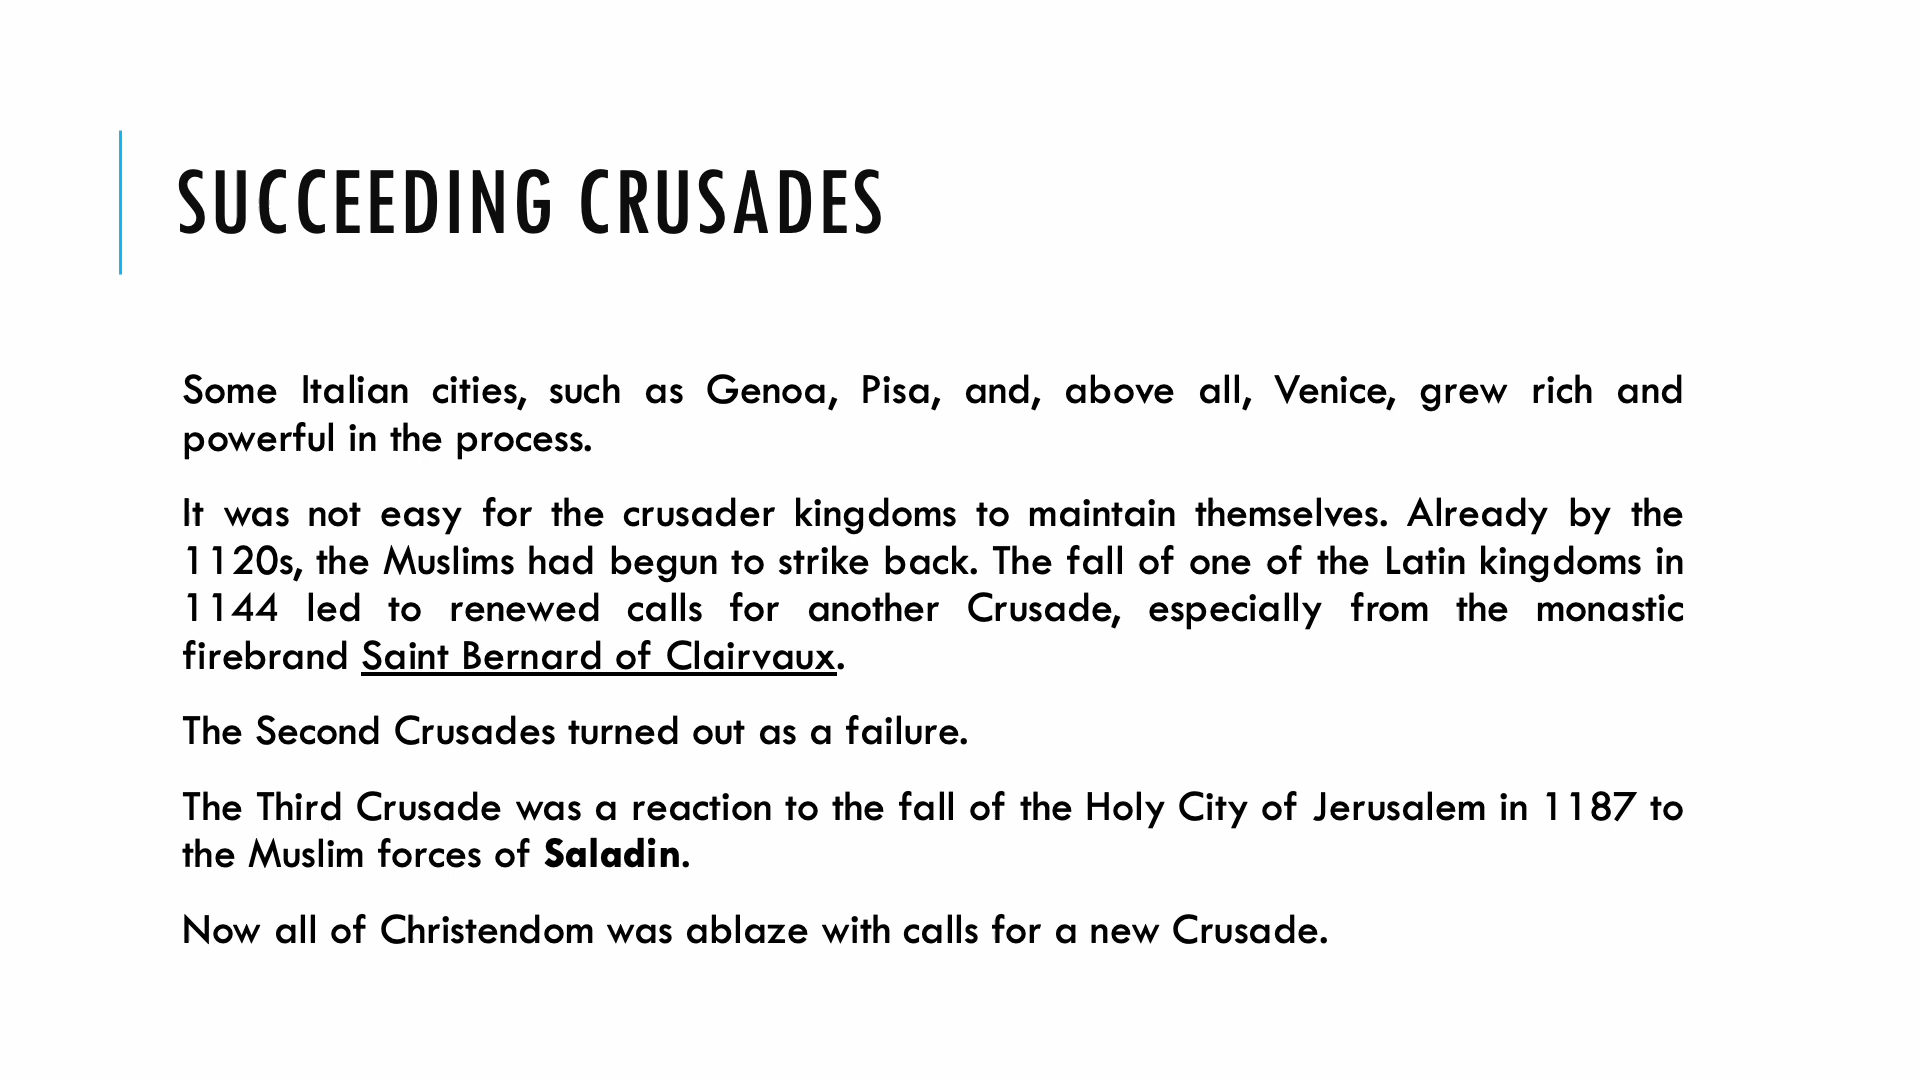 SUCCEEDING CRUSADES
Some Italian cities, such as Genoa, Pisa, and, above all, Venice, grew rich and
powerful in the process.
It was not easy for the crusader kingdoms to maintain themselves. Already by the
1120s, the Muslims had begun to strike back. The fall of one of the Latin kingdoms in
1144 led to renewed calls for another Crusade, especially from the monastic
firebrand Saint Bernard of Clairvaux.
The Second Crusades turned out as a failure.
The Third Crusade was a reaction to the fall of the Holy City of Jerusalem in 1187 to
the Muslim forces of Saladin.
Now all of Christendom was ablaze with calls for a new Crusade.